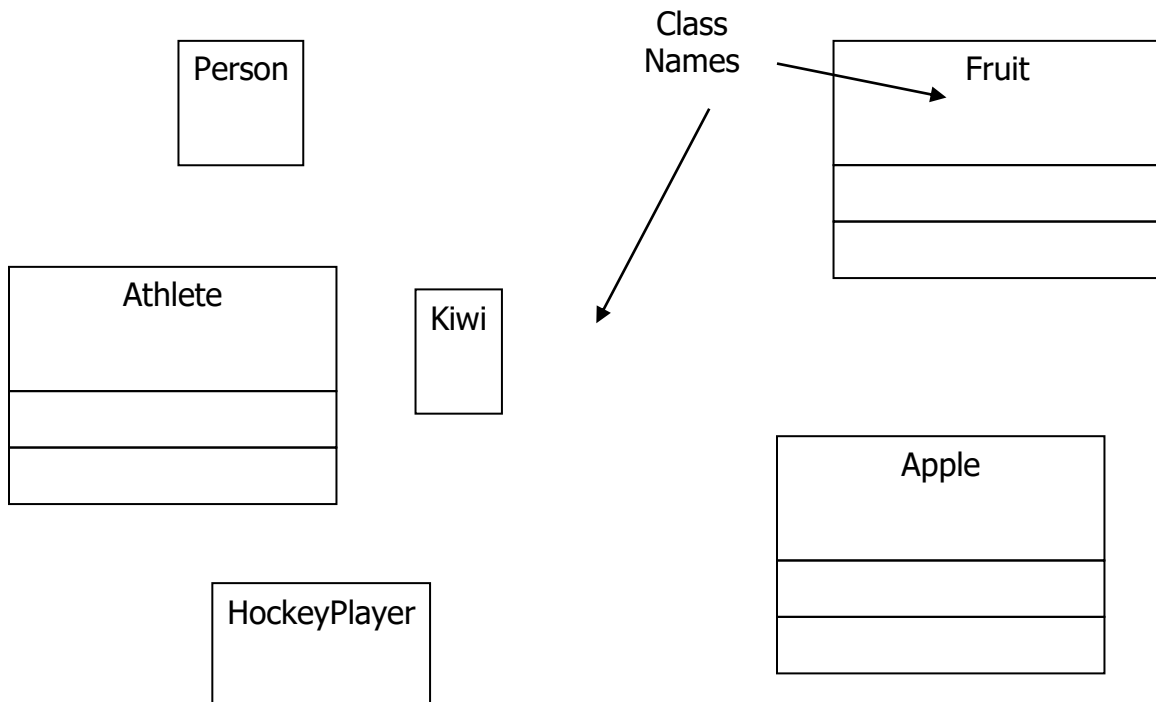 Class
Names
Person
Fruit
Athlete
Kiwi
Apple
HockeyPlayer